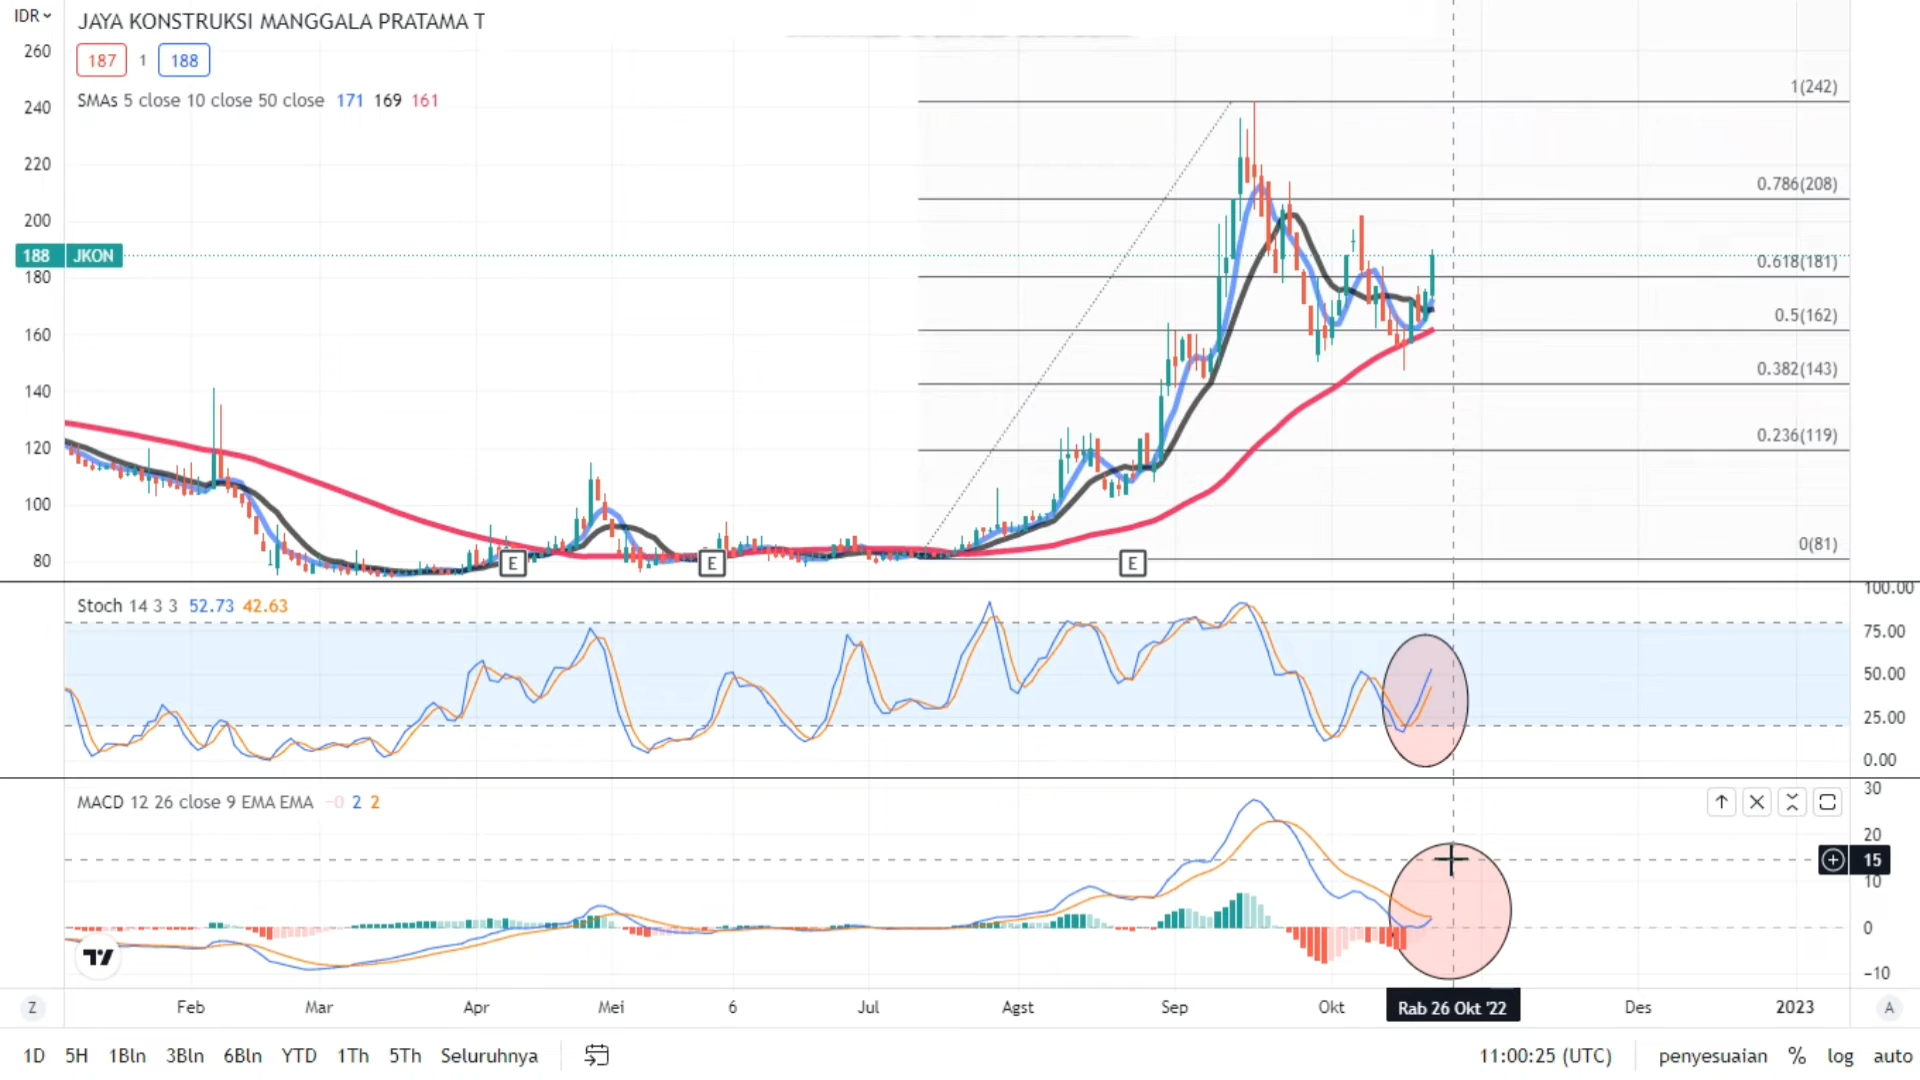 IDR
JAYA KONSTRUKSI MANGGALA PRATAMA T
187 1 188
SMAs 5 close 10 close 50 close 171 169 161
260
240
220
200
188 JKON
180
160
140
120
100
80
1(242)
0.786(208)
0.618(181)
0.5(162)
0.382(143)
0.236(119)
0(81)
E E E
Stoch 14 3 3 52.73 42.63
100.00
75.00
50.00
25.00
0.00
MACD 12 26 close 9 EMA EMA −0 2 2
30
20
15
10
0
−10
Z Feb Mar Apr Mei 6 Jul Agst Sep Okt Rab 26 Okt '22 Des 2023 A
1D 5H 1Bln 3Bln 6Bln YTD 1Th 5Th Seluruhnya 11:00:25 (UTC) penyesuaian % log auto